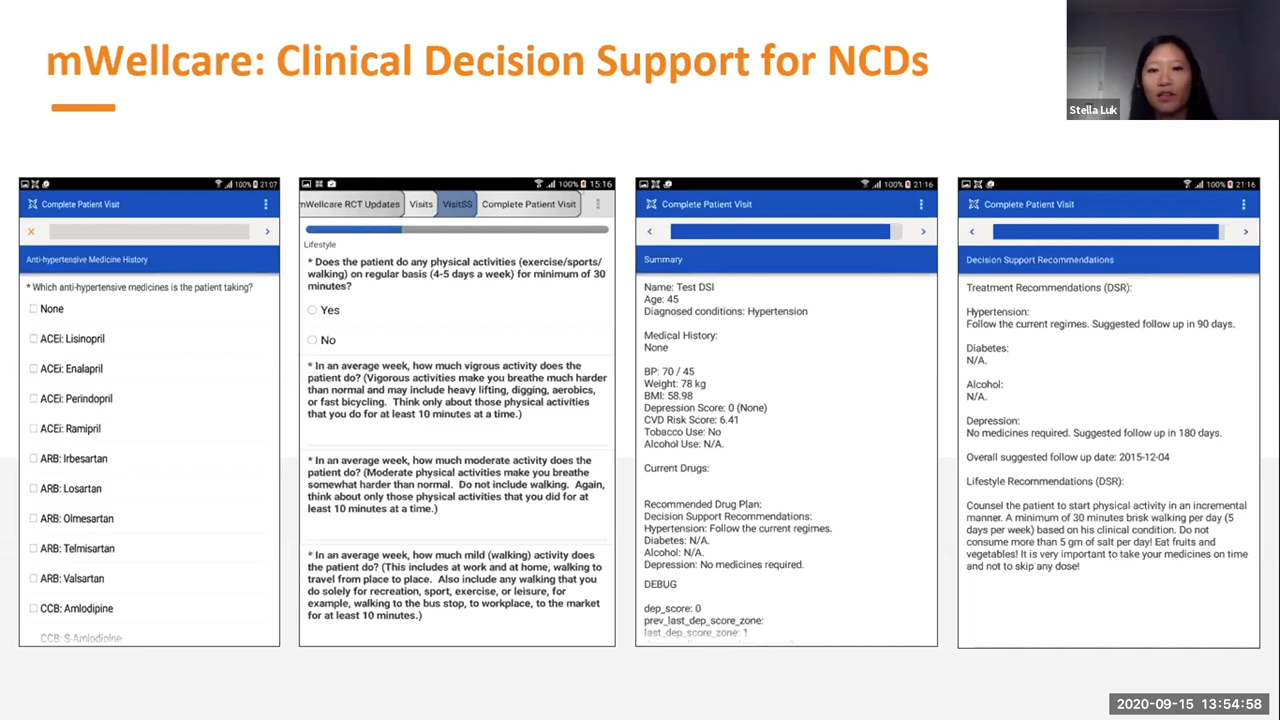 mWellcare: Clinical Decision Support for NCDs
Stella Luk
100% 21:07
Complete Patient Visit
Anti-hypertensive Medicine History
* Which anti-hypertensive medicines is the patient taking?
None
ACEi: Lisinopril
ACEi: Enalapril
ACEi: Perindopril
ACEi: Ramipril
ARB: Irbesartan
ARB: Losartan
ARB: Olmesartan
ARB: Telmisartan
ARB: Valsartan
CCB: Amlodipine
CCB: S-Amlodipine
100% 15:16
mWellcare RCT Updates Visits VisitSS Complete Patient Visit
Lifestyle
* Does the patient do any physical activities (exercise/sports/
walking) on regular basis (4-5 days a week) for minimum of 30
minutes?
Yes
No
* In an average week, how much vigrous activity does the
patient do? (Vigorous activities make you breathe much harder
than normal and may include heavy lifting, digging, aerobics,
or fast bicycling. Think only about those physical activities
that you do for at least 10 minutes at a time.)
* In an average week, how much moderate activity does the
patient do? (Moderate physical activities make you breathe
somewhat harder than normal. Do not include walking. Again,
think about only those physical activities that you did for at
least 10 minutes at a time.)
* In an average week, how much mild (walking) activity does
the patient do? (This includes at work and at home, walking to
travel from place to place. Also include any walking that you
do solely for recreation, sport, exercise, or leisure, for
example, walking to the bus stop, to workplace, to the market
for at least 10 minutes.)
100% 21:16
Complete Patient Visit
Summary
Name: Test DSI
Age: 45
Diagnosed conditions: Hypertension
Medical History:
None
BP: 70 / 45
Weight: 78 kg
BMI: 58.98
Depression Score: 0 (None)
CVD Risk Score: 6.41
Tobacco Use: No
Alcohol Use: N/A.
Current Drugs:
Recommended Drug Plan:
Decision Support Recommendations:
Hypertension: Follow the current regimes.
Diabetes: N/A.
Alcohol: N/A.
Depression: No medicines required.
DEBUG
dep_score: 0
prev_last_dep_score_zone:
last_dep_score_zone: 1
100% 21:16
Complete Patient Visit
Decision Support Recommendations
Treatment Recommendations (DSR):
Hypertension:
Follow the current regimes. Suggested follow up in 90 days.
Diabetes:
N/A.
Alcohol:
N/A.
Depression:
No medicines required. Suggested follow up in 180 days.
Overall suggested follow up date: 2015-12-04
Lifestyle Recommendations (DSR):
Counsel the patient to start physical activity in an incremental
manner. A minimum of 30 minutes brisk walking per day (5
days per week) based on his clinical condition. Do not
consume more than 5 gm of salt per day! Eat fruits and
vegetables! It is very important to take your medicines on time
and not to skip any dose!
2020-09-15 13:54:58